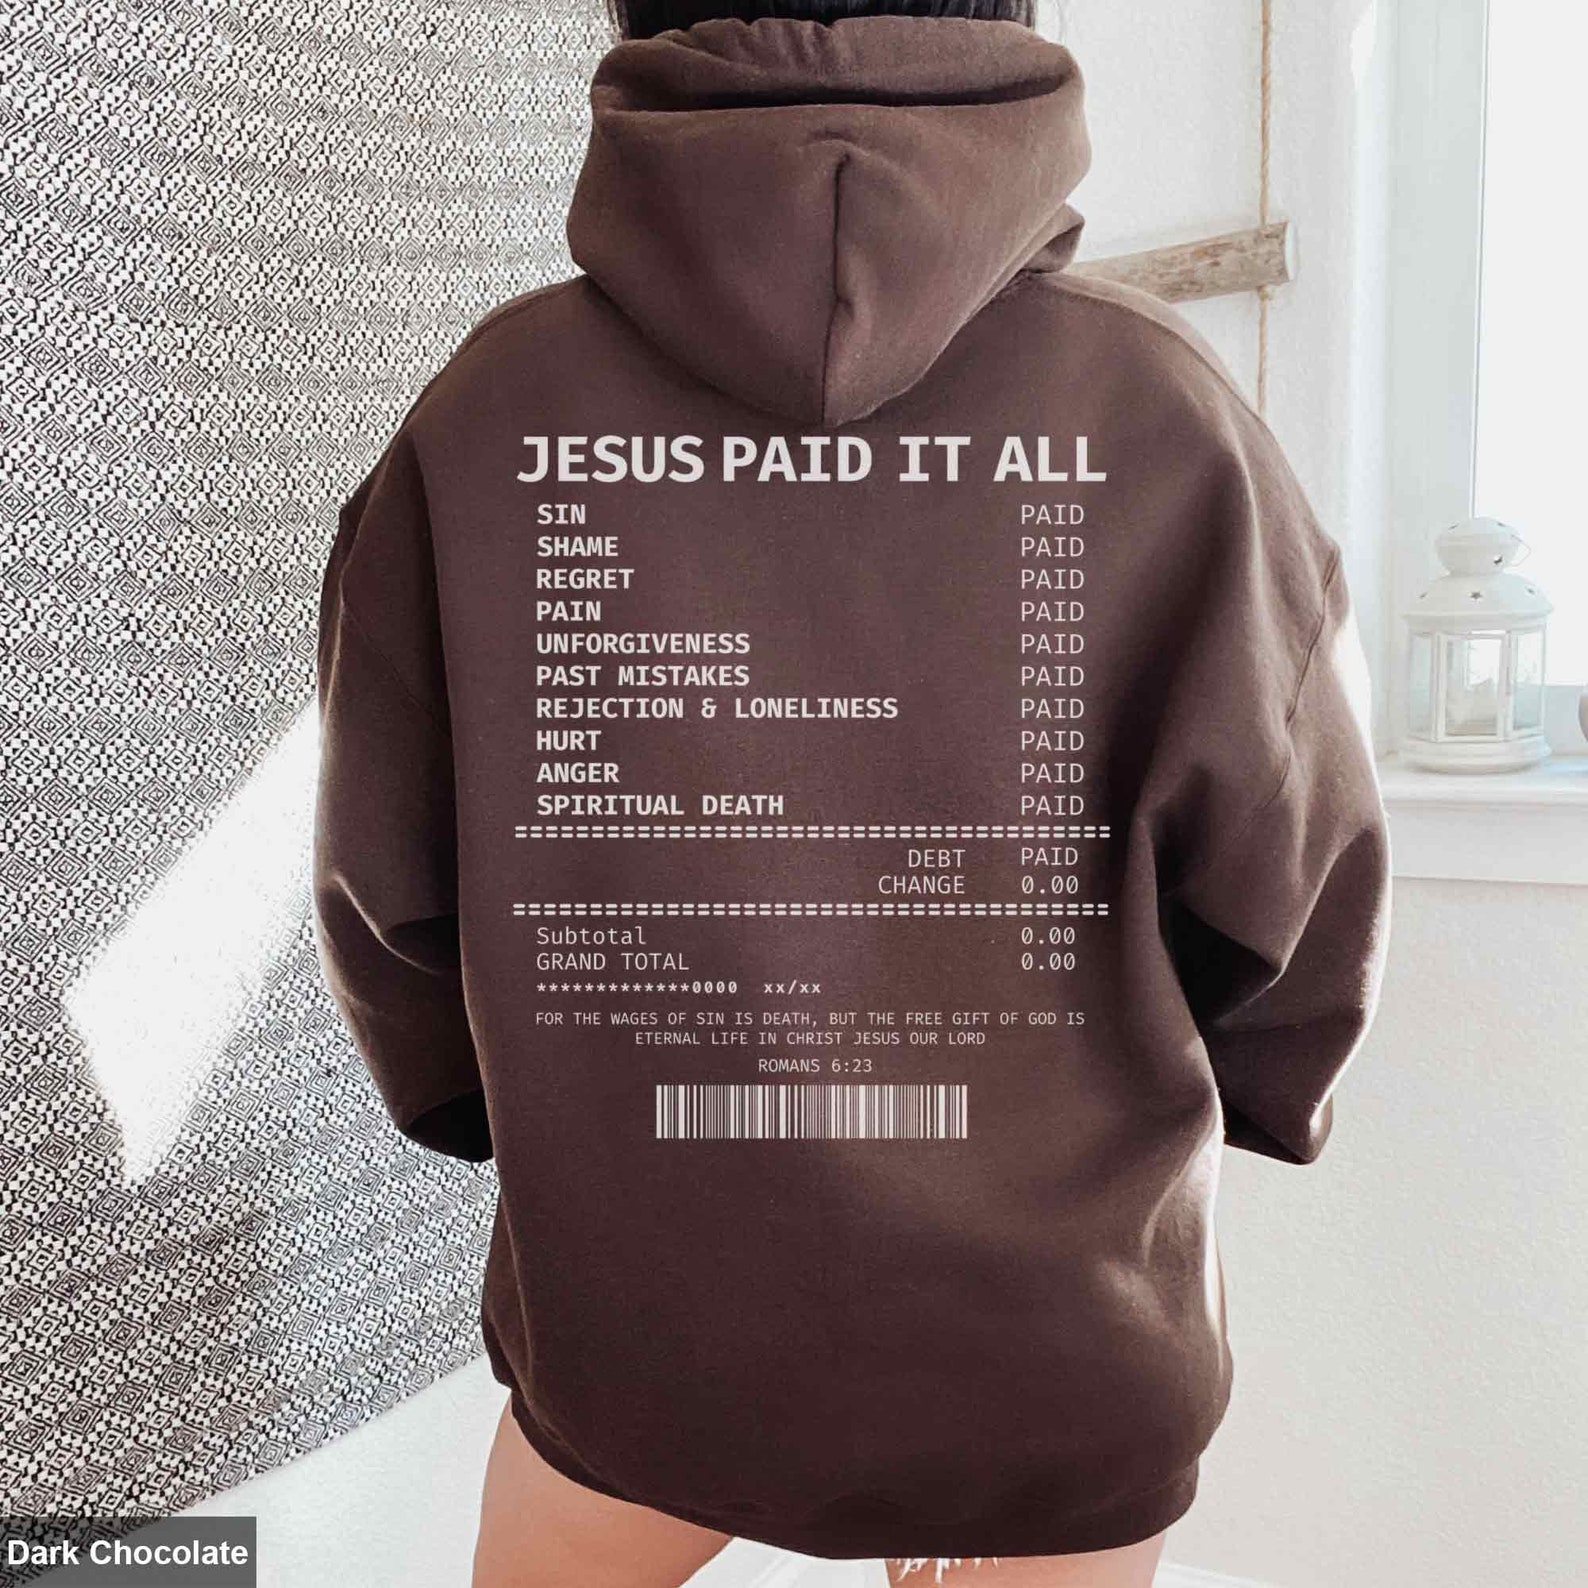 JESUS PAID IT ALL
SIN PAID
SHAME PAID
REGRET PAID
PAIN PAID
UNFORGIVENESS PAID
PAST MISTAKES PAID
REJECTION & LONELINESS PAID
HURT PAID
ANGER PAID
SPIRITUAL DEATH PAID
DEBT PAID
CHANGE 0.00
Subtotal 0.00
GRAND TOTAL 0.00
*************0000 xx/xx
FOR THE WAGES OF SIN IS DEATH, BUT THE FREE GIFT OF GOD IS
ETERNAL LIFE IN CHRIST JESUS OUR LORD
ROMANS 6:23
Dark Chocolate